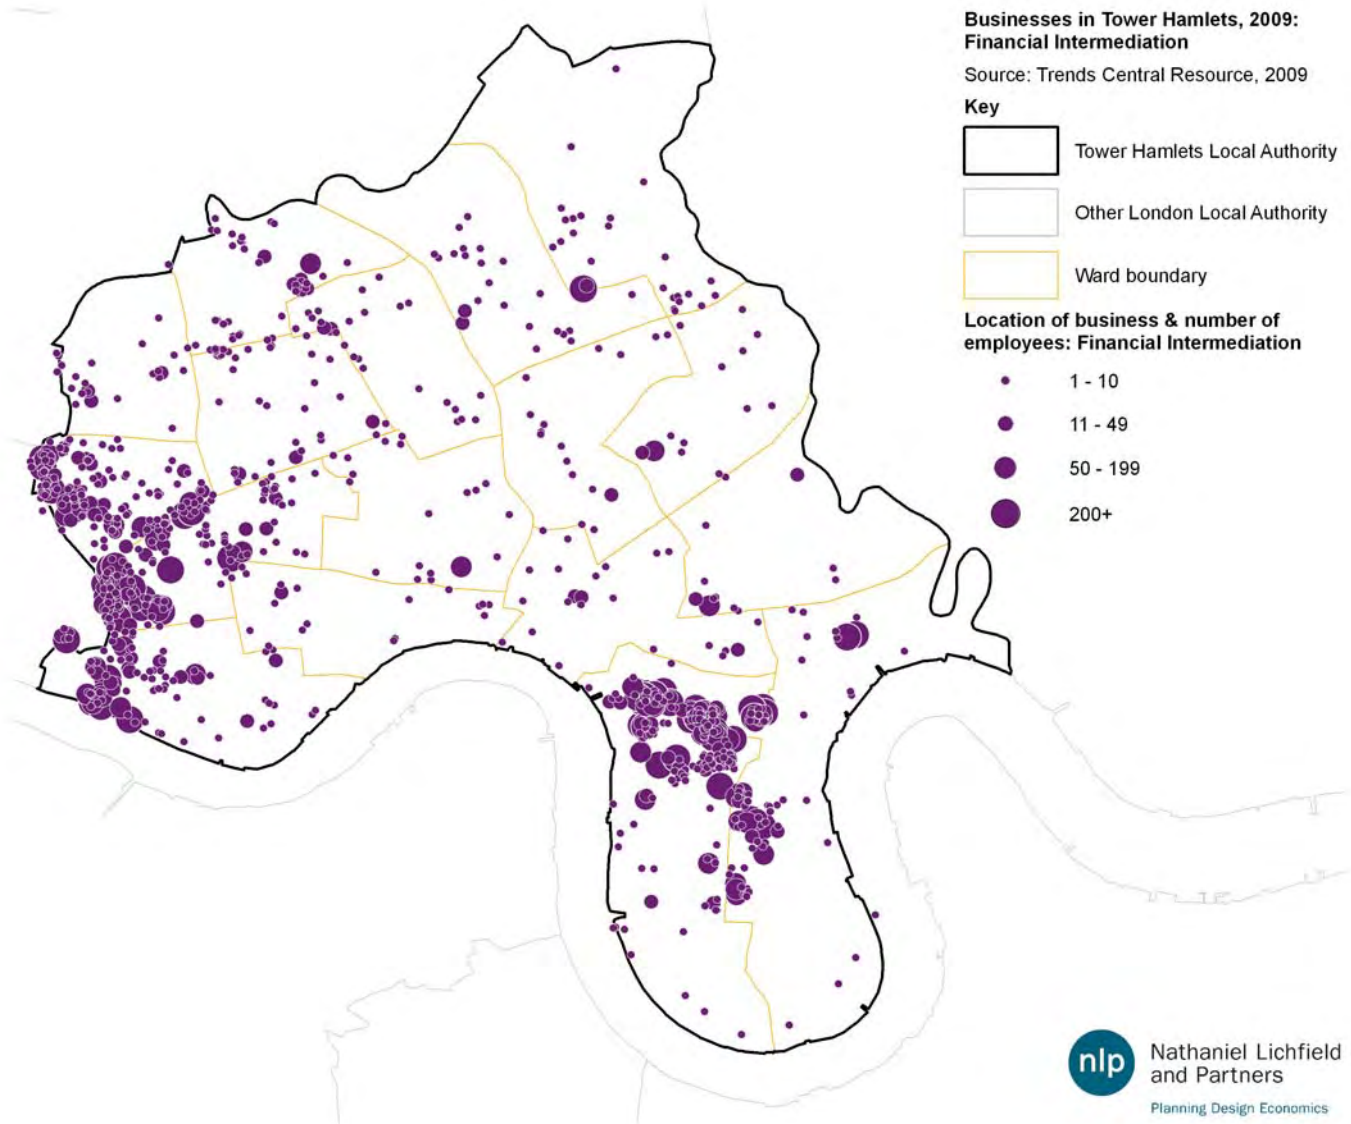 Businesses in Tower Hamlets, 2009:
Financial Intermediation
Source: Trends Central Resource, 2009
Key
Tower Hamlets Local Authority
Other London Local Authority
Ward boundary
Location of business & number of
employees: Financial Intermediation
1 - 10
11 - 49
50 - 199
200+
nlp
Nathaniel Lichfield
and Partners
Planning Design Economics